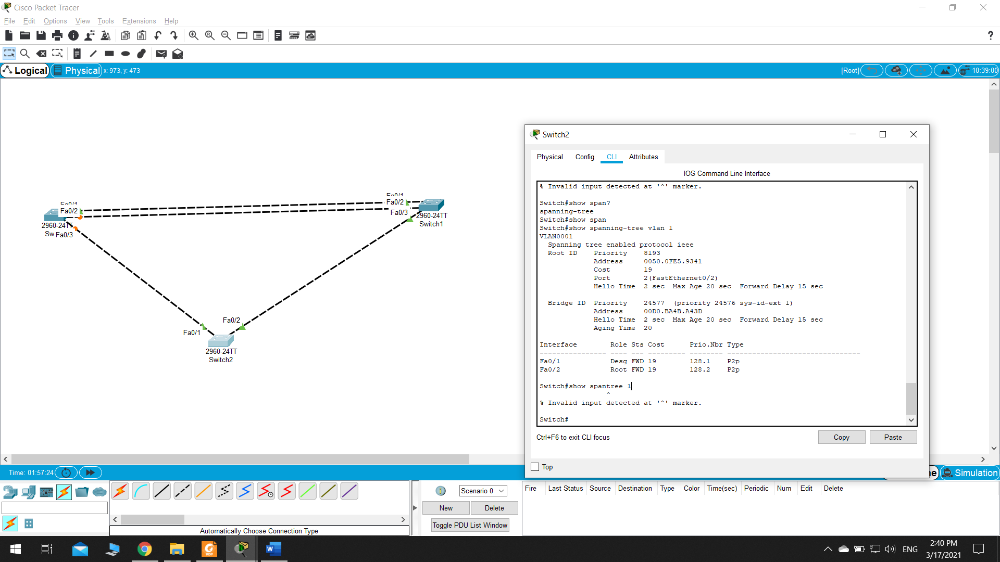 Cisco Packet Tracer
File Edit Options View Tools Extensions Help
Logical Physical x: 973, y: 473 [Root] 10:39:00
Fa0/2
2960-24TT
Fa0/3
Fa0/2
Fa0/3
2960-24TT
Switch1
Fa0/2
Fa0/1
2960-24TT
Switch2
Switch2
Physical Config CLI Attributes
IOS Command Line Interface
% Invalid input detected at '^' marker.
Switch#show span?
spanning-tree
Switch#show span
Switch#show spanning-tree vlan 1
VLAN0001
Spanning tree enabled protocol ieee
Root ID Priority 8193
Address 0050.0FE5.9341
Cost 19
Port 2(FastEthernet0/2)
Hello Time 2 sec Max Age 20 sec Forward Delay 15 sec
Bridge ID Priority 24577 (priority 24576 sys-id-ext 1)
Address 00D0.BA4B.A43D
Hello Time 2 sec Max Age 20 sec Forward Delay 15 sec
Aging Time 20
Interface Role Sts Cost Prio.Nbr Type
---------------- ---- --- --------- -------- --------------------------------
Fa0/1 Desg FWD 19 128.1 P2p
Fa0/2 Root FWD 19 128.2 P2p
Switch#show spantree 1
^
% Invalid input detected at '^' marker.
Switch#
Ctrl+F6 to exit CLI focus
Copy Paste
Top
Time: 01:57:24
Simulation
Scenario 0
New Delete
Toggle PDU List Window
Fire Last Status Source Destination Type Color Time(sec) Periodic Num Edit Delete
Automatically Choose Connection Type
ENG
2:40 PM
3/17/2021